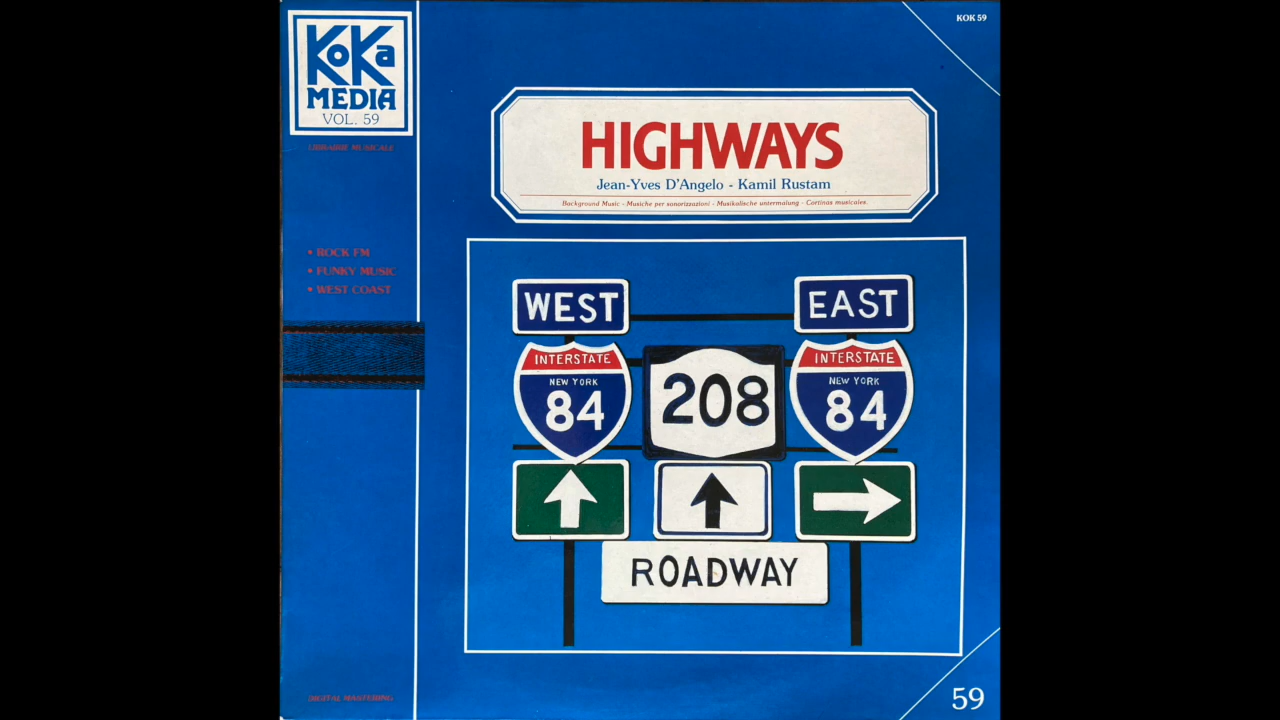 KoKa
MEDIA
VOL. 59
LIBRAIRIE MUSICALE
• ROCK FM
• FUNKY MUSIC
• WEST COAST
DIGITAL MASTERING
KOK 59
HIGHWAYS
Jean-Yves D'Angelo - Kamil Rustam
Background Music - Musiche per sonorizzazioni - Musikalische untermalung - Cortinas musicales.
WEST
EAST
INTERSTATE
NEW YORK
84
208
INTERSTATE
NEW YORK
84
ROADWAY
59